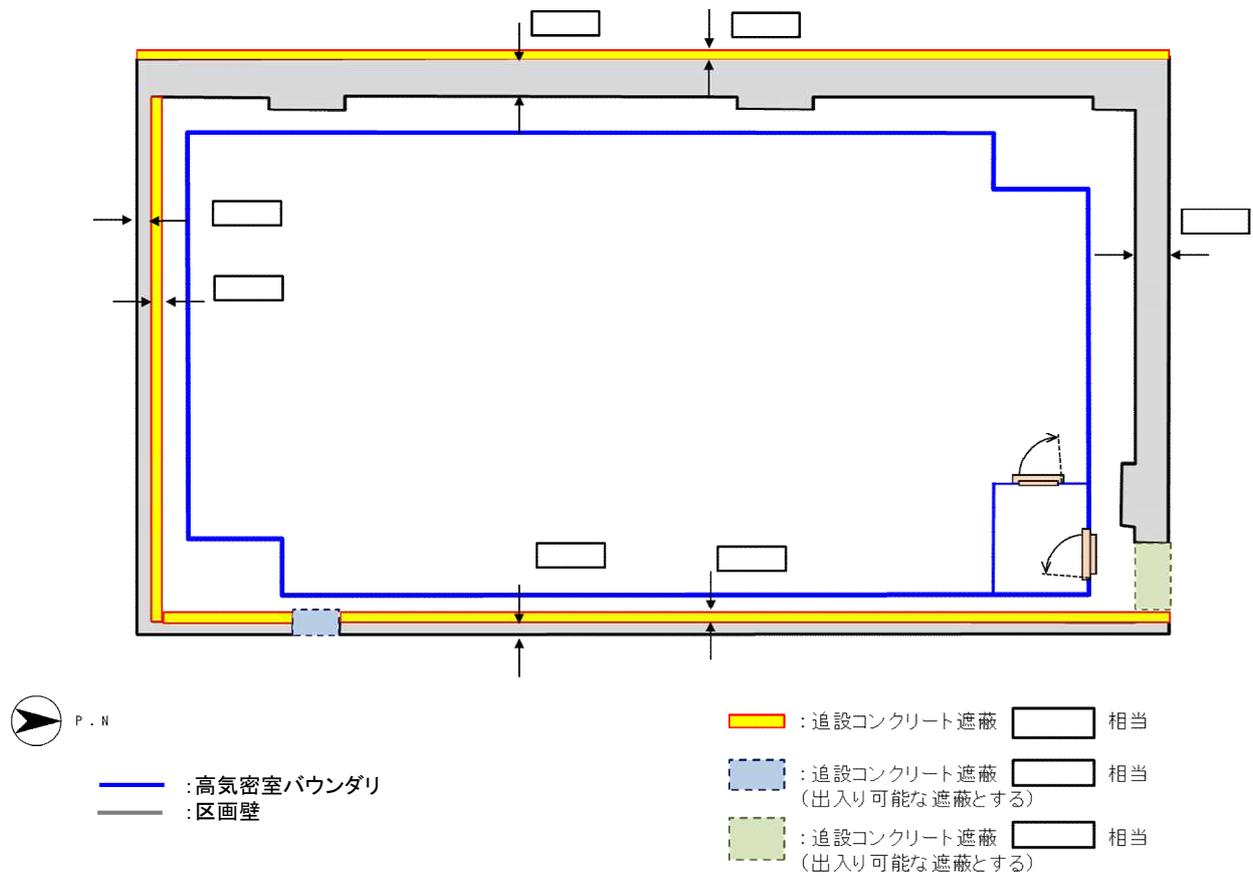 P.N
:高気密室バウンダリ
:区画壁
:追設コンクリート遮蔽 相当
:追設コンクリート遮蔽 相当
(出入り可能な遮蔽とする)
:追設コンクリート遮蔽 相当
(出入り可能な遮蔽とする)